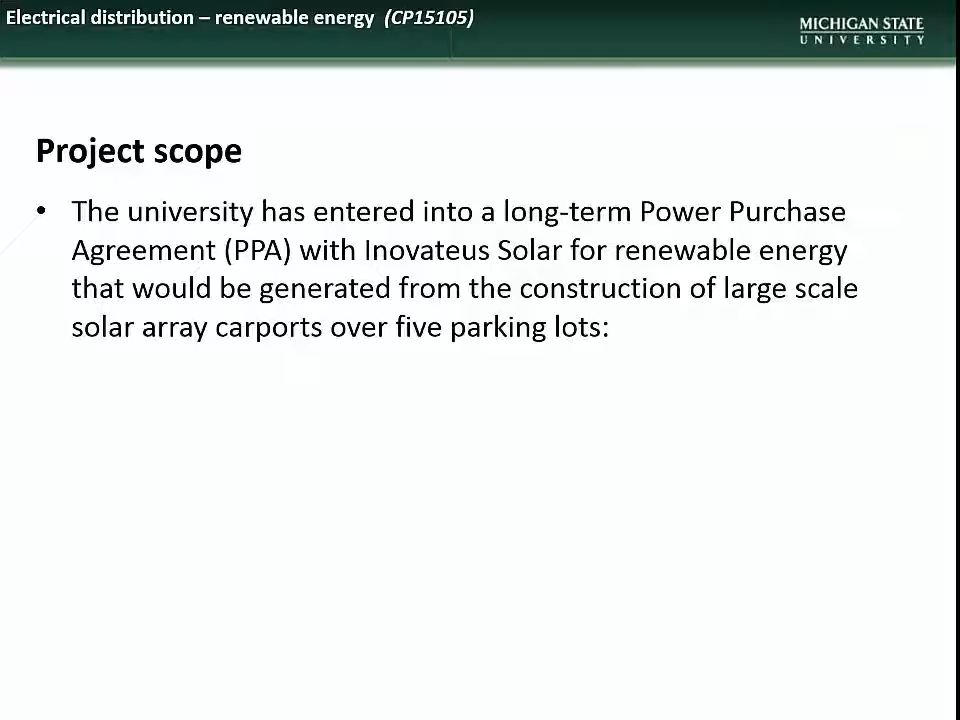 Electrical distribution – renewable energy (CP15105)
MICHIGAN STATE
UNIVERSITY
Project scope
• The university has entered into a long-term Power Purchase
Agreement (PPA) with Inovateus Solar for renewable energy
that would be generated from the construction of large scale
solar array carports over five parking lots: